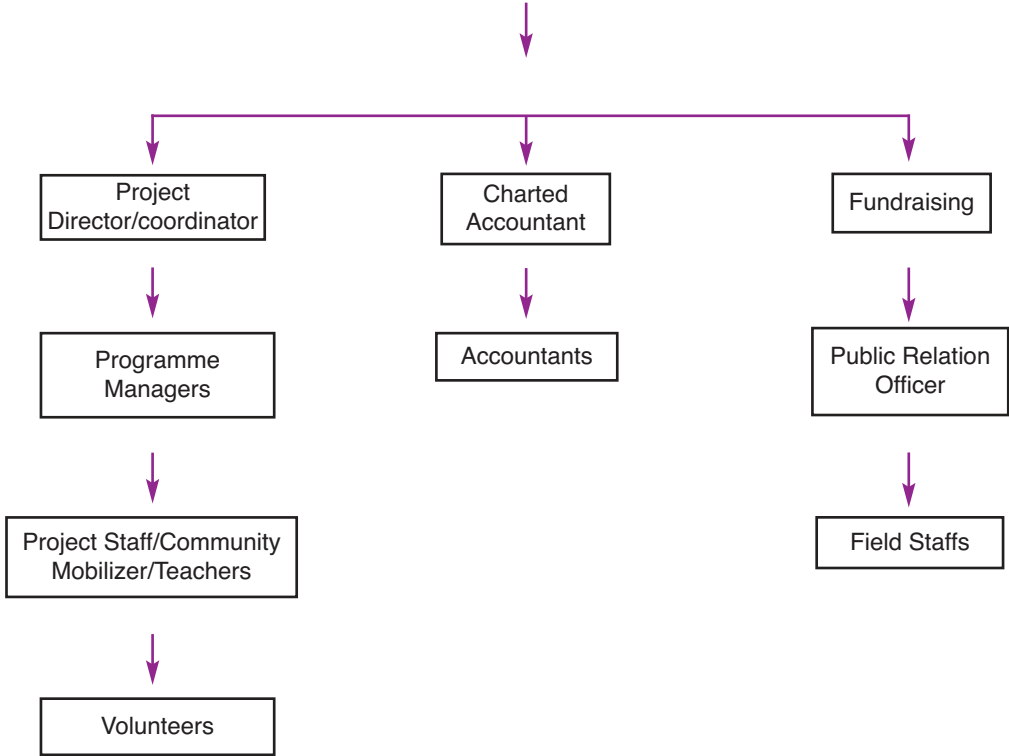 Project
Director/coordinator
Charted
Accountant
Fundraising
Programme
Managers
Accountants
Public Relation
Officer
Project Staff/Community
Mobilizer/Teachers
Field Staffs
Volunteers